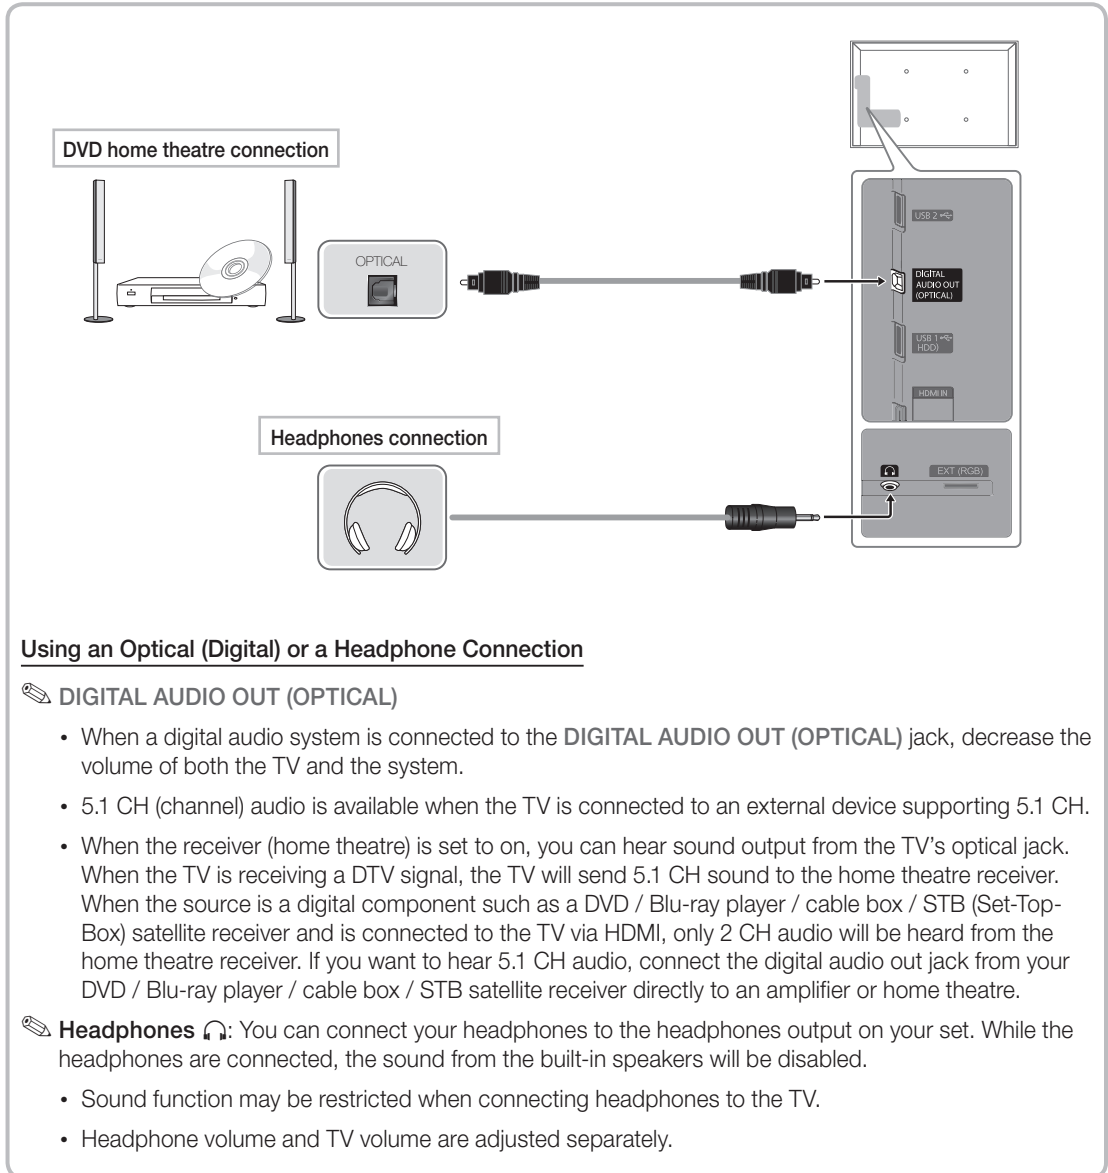 DVD home theatre connection
OPTICAL
USB 2
DIGITAL
AUDIO OUT
(OPTICAL)
USB 1
HDD)
HDMI IN
Headphones connection
EXT (RGB)
Using an Optical (Digital) or a Headphone Connection
DIGITAL AUDIO OUT (OPTICAL)
• When a digital audio system is connected to the DIGITAL AUDIO OUT (OPTICAL) jack, decrease the
volume of both the TV and the system.
• 5.1 CH (channel) audio is available when the TV is connected to an external device supporting 5.1 CH.
• When the receiver (home theatre) is set to on, you can hear sound output from the TV’s optical jack.
When the TV is receiving a DTV signal, the TV will send 5.1 CH sound to the home theatre receiver.
When the source is a digital component such as a DVD / Blu-ray player / cable box / STB (Set-Top-
Box) satellite receiver and is connected to the TV via HDMI, only 2 CH audio will be heard from the
home theatre receiver. If you want to hear 5.1 CH audio, connect the digital audio out jack from your
DVD / Blu-ray player / cable box / STB satellite receiver directly to an amplifier or home theatre.
Headphones : You can connect your headphones to the headphones output on your set. While the
headphones are connected, the sound from the built-in speakers will be disabled.
• Sound function may be restricted when connecting headphones to the TV.
• Headphone volume and TV volume are adjusted separately.